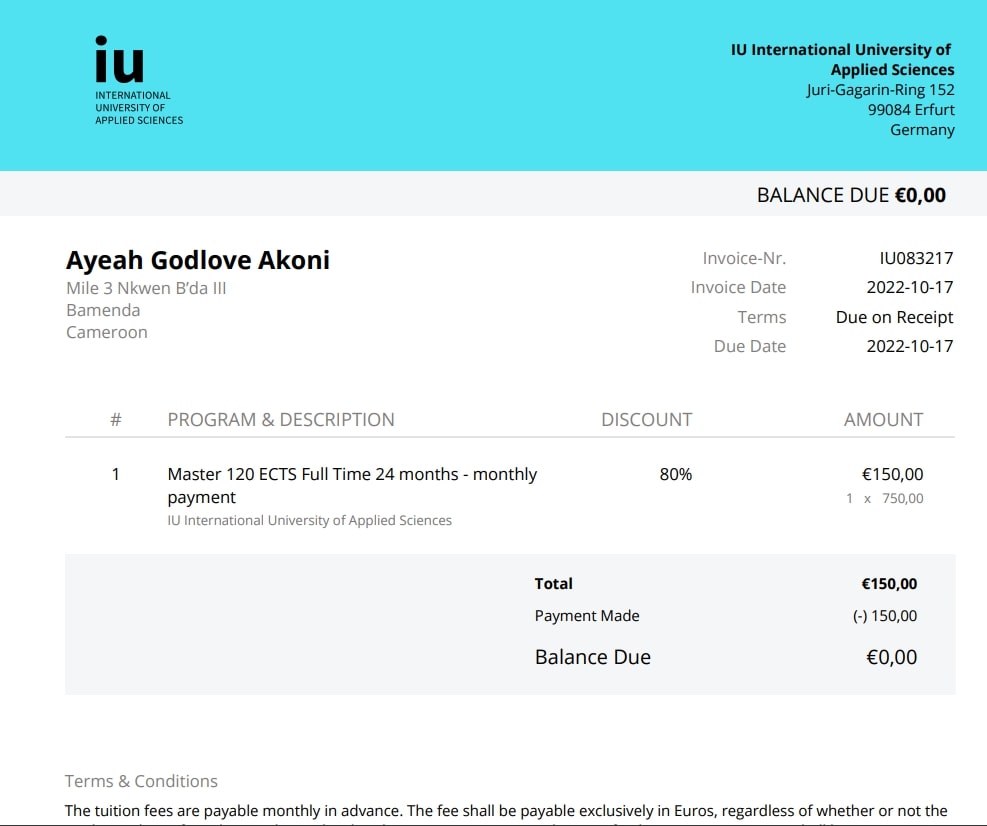 iu
INTERNATIONAL
UNIVERSITY OF
APPLIED SCIENCES
IU International University of
Applied Sciences
Juri-Gagarin-Ring 152
99084 Erfurt
Germany
BALANCE DUE €0,00
Ayeah Godlove Akoni
Mile 3 Nkwen B’da III
Bamenda
Cameroon
Invoice-Nr. IU083217
Invoice Date 2022-10-17
Terms Due on Receipt
Due Date 2022-10-17
# PROGRAM & DESCRIPTION DISCOUNT AMOUNT
1 Master 120 ECTS Full Time 24 months - monthly 80% €150,00
payment 1 x 750,00
IU International University of Applied Sciences
Total €150,00
Payment Made (-) 150,00
Balance Due €0,00
Terms & Conditions
The tuition fees are payable monthly in advance. The fee shall be payable exclusively in Euros, regardless of whether or not the